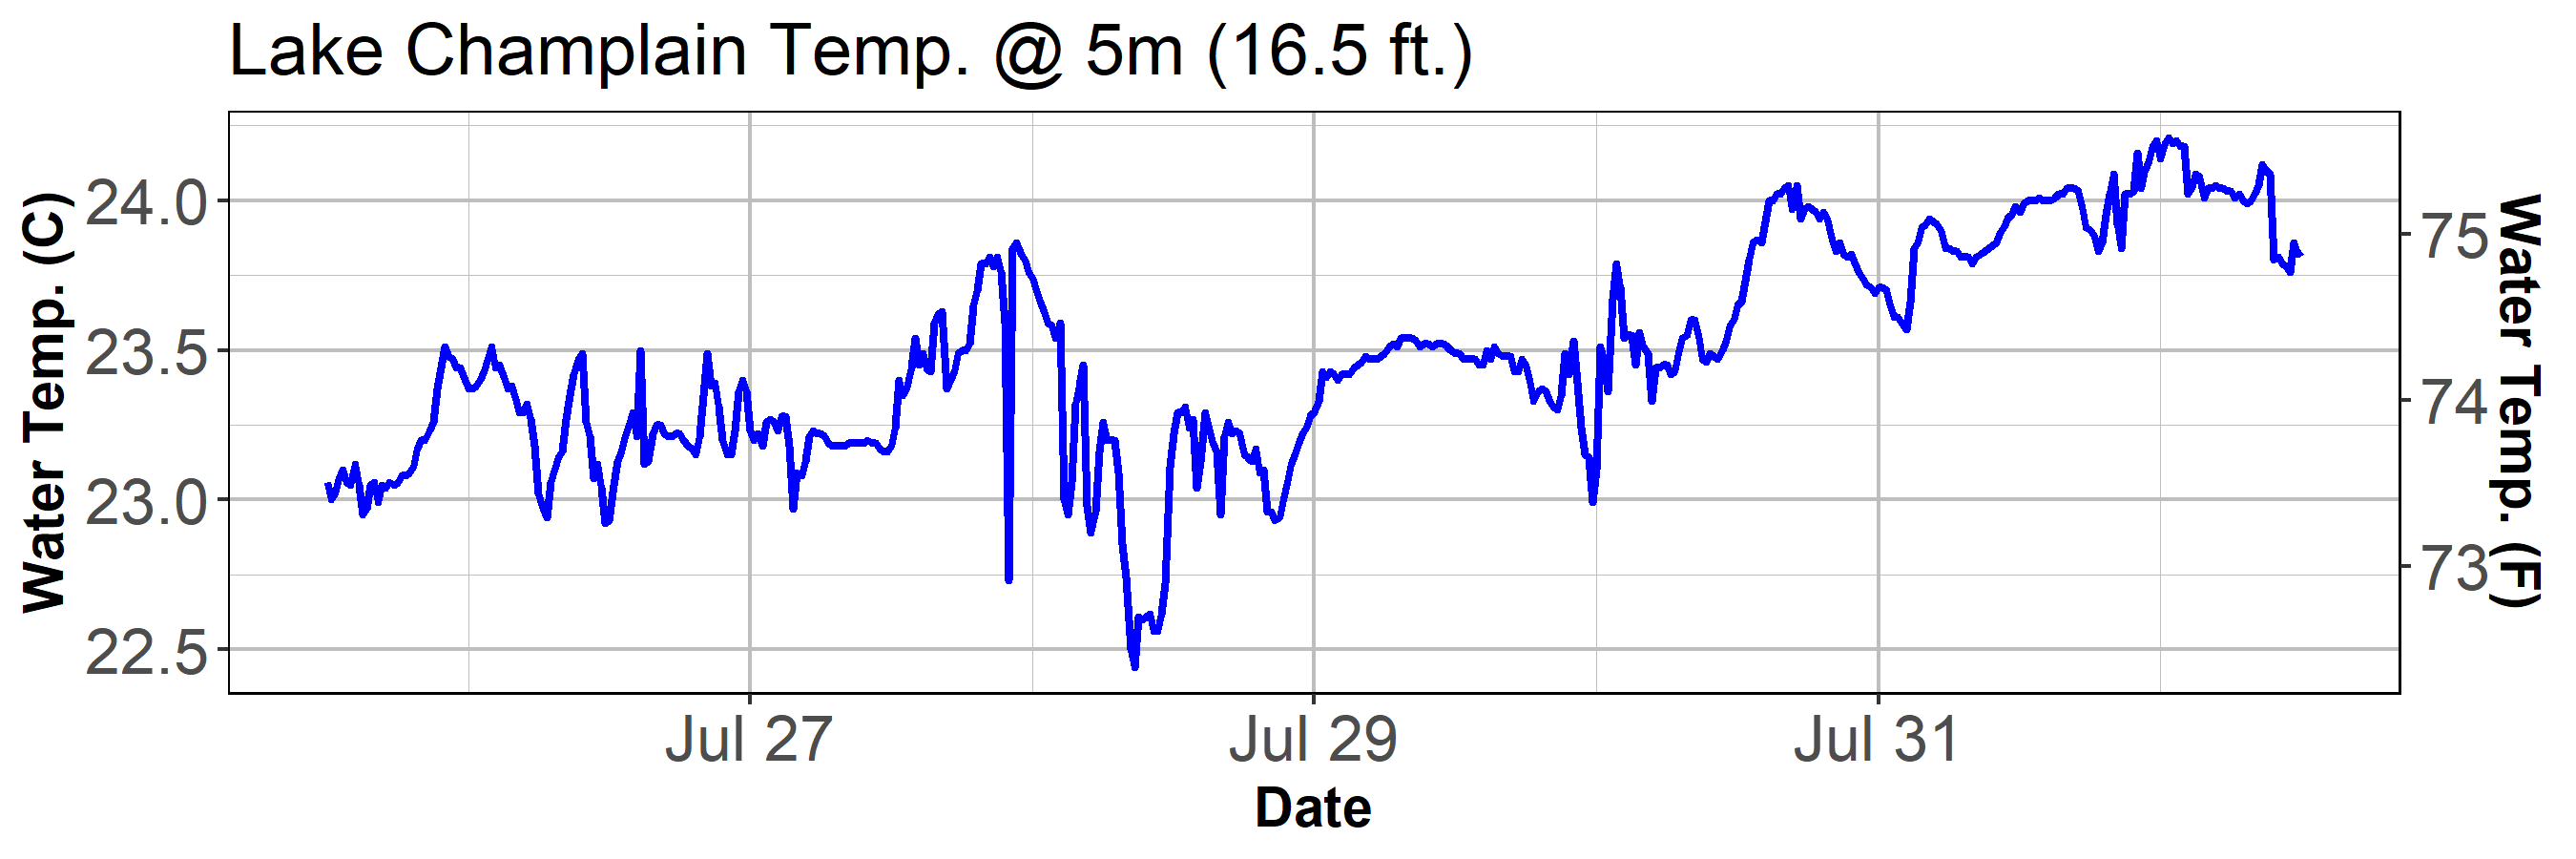 Lake Champlain Temp. @ 5m (16.5 ft.)
Water Temp. (C)
24.0
23.5
23.0
22.5
75
74
73
Water Temp. (F)
Jul 27 Jul 29 Jul 31
Date